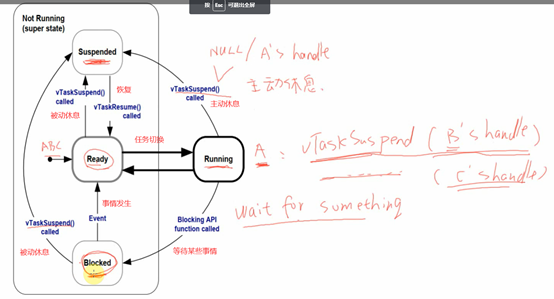 按 Esc 可退出全屏
Not Running
(super state)
Suspended
NULL / A's handle
主动休息.
vTaskSuspend()
called
被动休息
恢复
vTaskResume()
called
vTaskSuspend()
called
主动休息
ABC
任务切换
Ready
Running
A : vTaskSuspend ( B's handle)
( C's handle)
vTaskSuspend()
called
被动休息
Event
事情发生
Blocking API
function called
等待某些事情
wait for something
Blocked